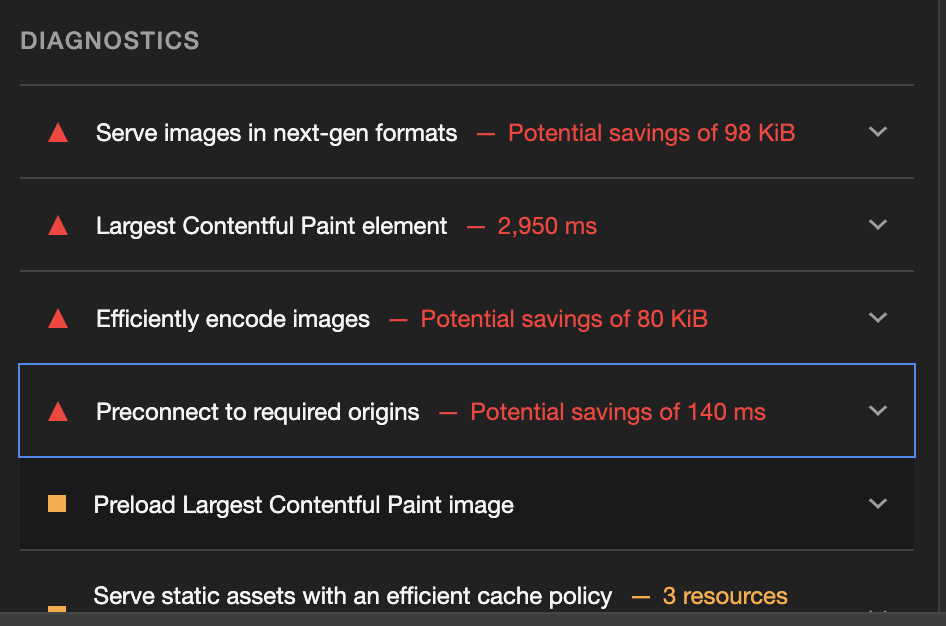 DIAGNOSTICS
Serve images in next-gen formats — Potential savings of 98 KiB
Largest Contentful Paint element — 2,950 ms
Efficiently encode images — Potential savings of 80 KiB
Preconnect to required origins — Potential savings of 140 ms
Preload Largest Contentful Paint image
Serve static assets with an efficient cache policy — 3 resources